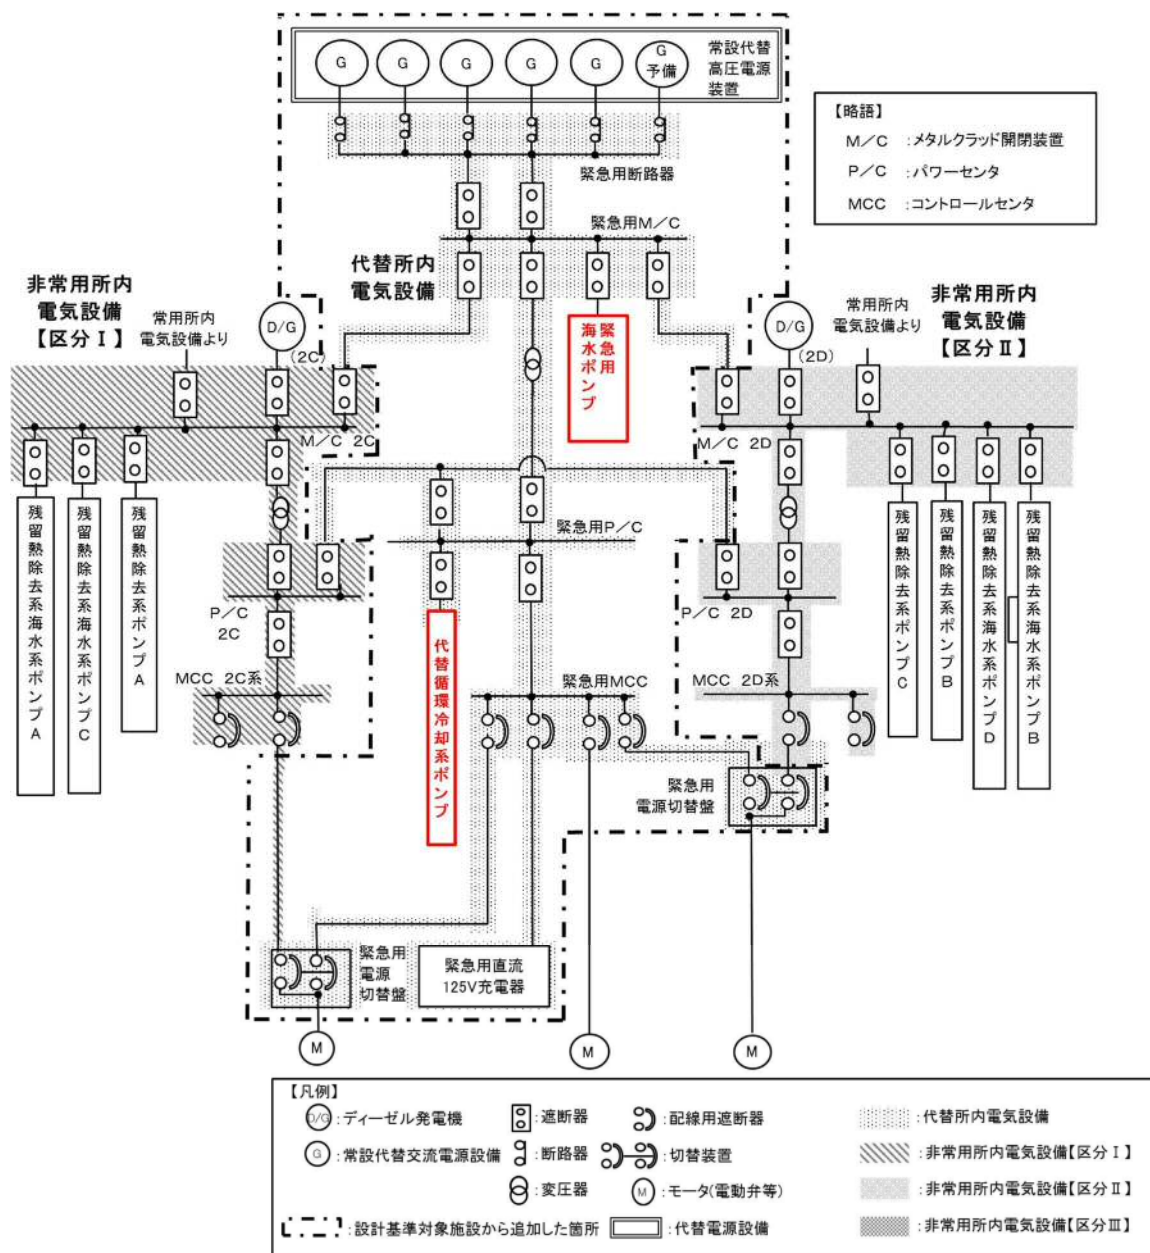 G
G
G
G
G
G
予備
常設代替
高圧電源
装置
【略語】
M/C :メタルクラッド開閉装置
P/C :パワーセンタ
MCC :コントロールセンタ
緊急用断路器
緊急用M/C
代替所内
電気設備
非常用所内
電気設備
【区分Ⅰ】
常用所内
電気設備より
D/G
(2C)
緊急用
海水ポンプ
D/G
(2D)
常用所内
電気設備より
非常用所内
電気設備
【区分Ⅱ】
M/C 2C
M/C 2D
残留熱除去系海水系ポンプA
残留熱除去系海水系ポンプC
残留熱除去系ポンプA
緊急用P/C
P/C
2C
P/C 2D
残留熱除去系ポンプC
残留熱除去系ポンプB
残留熱除去系海水系ポンプD
残留熱除去系海水系ポンプB
代替循環冷却系ポンプ
MCC 2C系
緊急用MCC
MCC 2D系
緊急用
電源切替盤
緊急用
電源
切替盤
緊急用直流
125V充電器
M
M
M
【凡例】
D/G :ディーゼル発電機
:遮断器
:配線用遮断器
:代替所内電気設備
G :常設代替交流電源設備
:断路器
:切替装置
:非常用所内電気設備【区分Ⅰ】
:変圧器
M :モータ(電動弁等)
:非常用所内電気設備【区分Ⅱ】
:設計基準対象施設から追加した箇所
:代替電源設備
:非常用所内電気設備【区分Ⅲ】